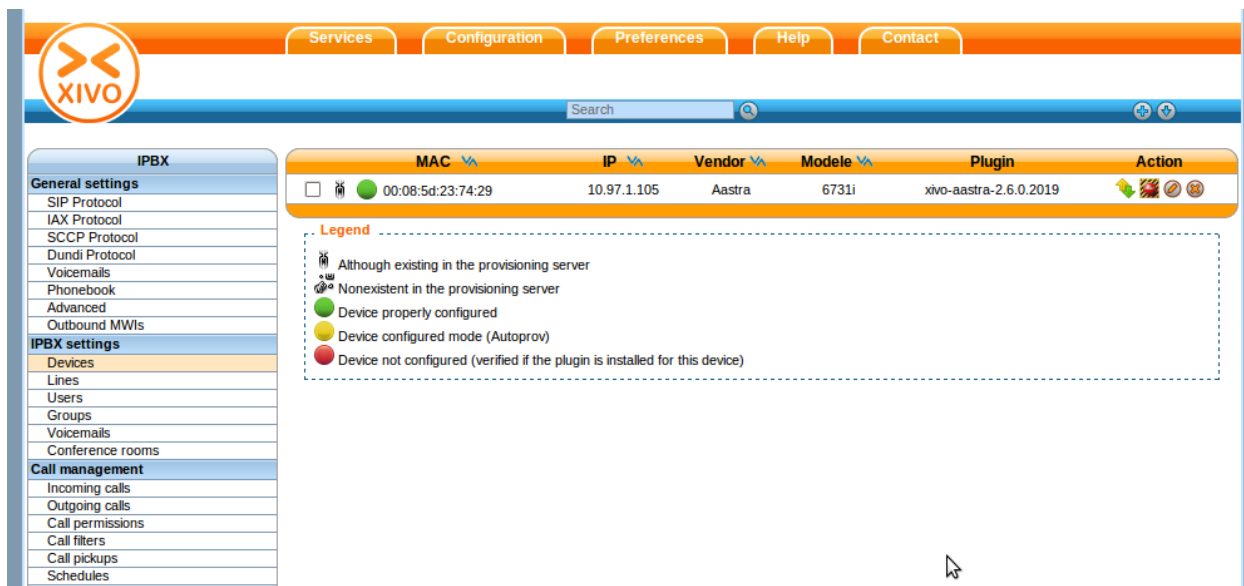 Services Configuration Preferences Help Contact
XIVO
Search
IPBX
General settings
SIP Protocol
IAX Protocol
SCCP Protocol
Dundi Protocol
Voicemails
Phonebook
Advanced
Outbound MWIs
IPBX settings
Devices
Lines
Users
Groups
Voicemails
Conference rooms
Call management
Incoming calls
Outgoing calls
Call permissions
Call filters
Call pickups
Schedules
MAC IP Vendor Modele Plugin Action
00:08:5d:23:74:29 10.97.1.105 Aastra 6731i xivo-aastra-2.6.0.2019
Legend
Although existing in the provisioning server
Nonexistent in the provisioning server
Device properly configured
Device configured mode (Autoprov)
Device not configured (verified if the plugin is installed for this device)